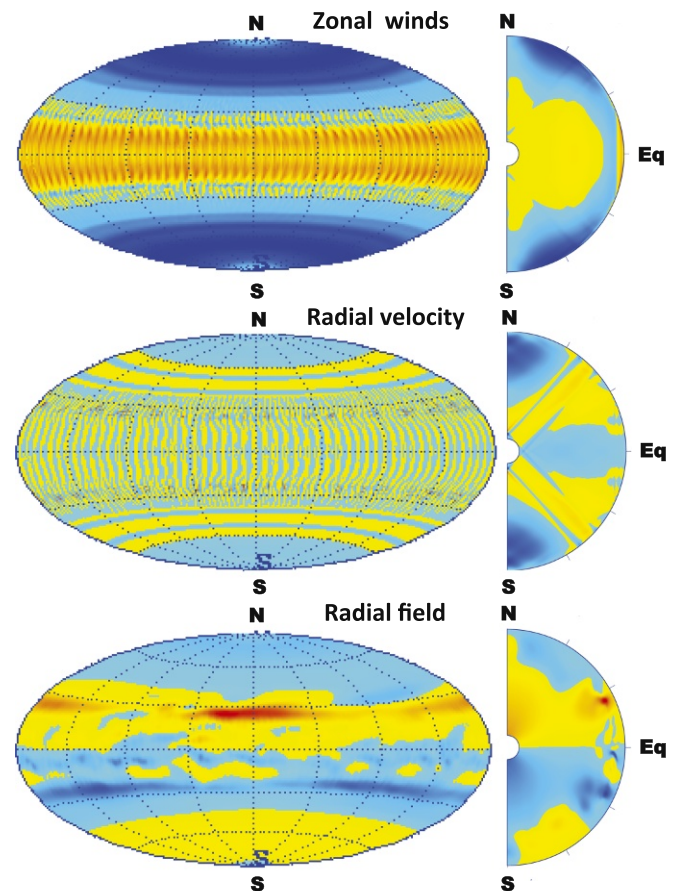 N Zonal winds N
Eq
S
S S
N Radial velocity N
Eq
S
S S
N Radial field N
Eq
S
S S